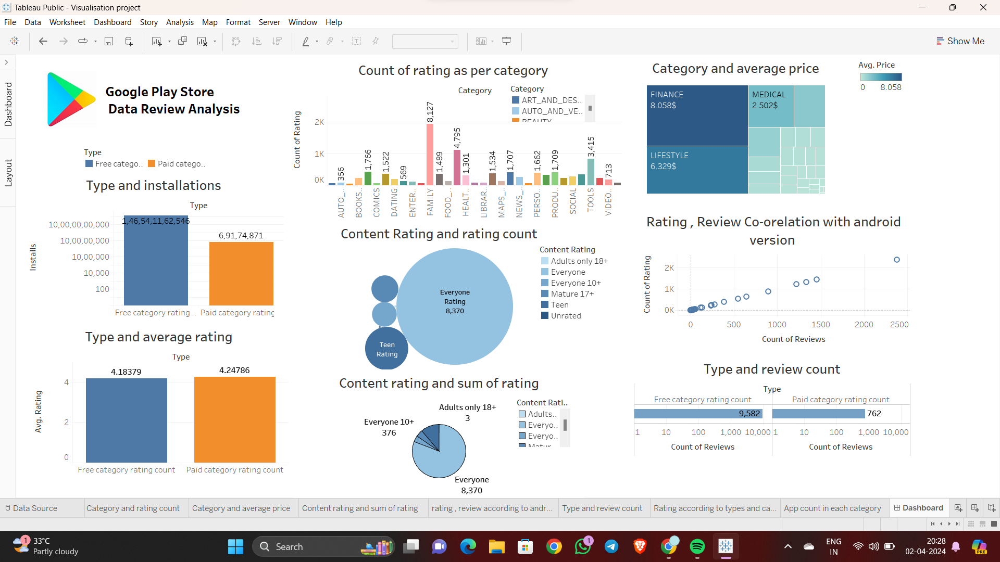 Tableau Public - Visualisation project
File Data Worksheet Dashboard Story Analysis Map Format Server Window Help
Show Me
Dashboard
Layout
Google Play Store
Data Review Analysis
Type
Free catego..
Paid catego..
Type and installations
Type
Installs
10,00,00,00,000
10,00,00,000
10,00,000
10,000
100
1,46,54,11,62,546
6,91,74,871
Free category rating ..
Paid category rating
Type and average rating
Type
Avg. Rating
4
2
0
4.18379
4.24786
Free category rating count
Paid category rating count
Count of rating as per category
Category
Category
ART_AND_DES..
AUTO_AND_VE..
BEAUTY
Count of Rating
2K
1K
0K
356
1,766
1,522
569
8,127
1,489
4,795
1,301
1,534
1,707
1,662
1,709
3,415
713
AUTO_..
BOOKS..
COMICS
DATING
ENTER..
FAMILY
FOOD_..
HEALT..
LIBRAR..
MAPS_..
NEWS_..
PERSO..
PRODU..
SOCIAL
TOOLS
VIDEO..
Content Rating and rating count
Everyone
Rating
8,370
Teen
Rating
Content Rating
Adults only 18+
Everyone
Everyone 10+
Mature 17+
Teen
Unrated
Content rating and sum of rating
Adults only 18+
3
Everyone 10+
376
Everyone
8,370
Content Rati..
Adults..
Everyo..
Everyo..
Matur..
Category and average price
FINANCE
8.058$
LIFESTYLE
6.329$
MEDICAL
2.502$
Avg. Price
0 8.058
Rating , Review Co-orelation with android
version
Count of Rating
2K
1K
0K
0 500 1000 1500 2000 2500
Count of Reviews
Type and review count
Type
Free category rating count
Paid category rating count
9,582
762
1 10 100 1,000 10,000
1 10 100 1,000 10,000
Count of Reviews
Count of Reviews
Data Source
Category and rating count
Category and average price
Content rating and sum of rating
rating , review according to andr...
Type and review count
Rating according to types and ca...
App count in each category
Dashboard
1
33°C
Partly cloudy
Search
1
PRE
ENG
IN
20:28
02-04-2024